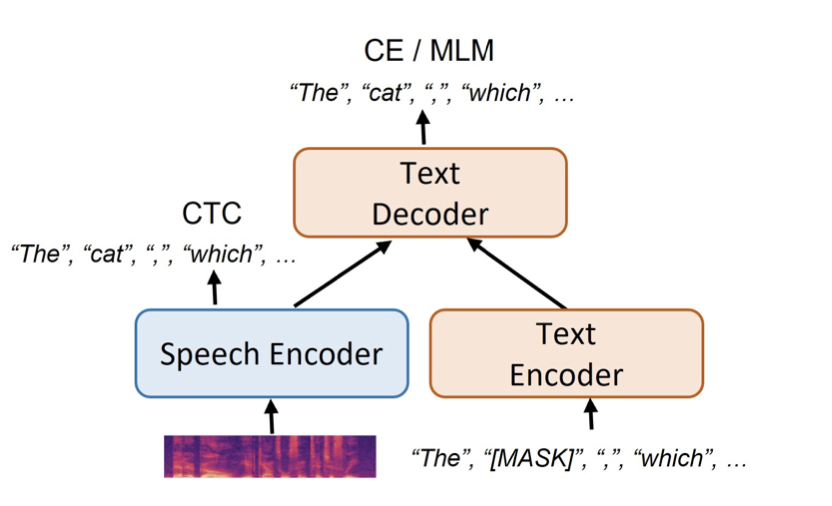 CE / MLM
“The”, “cat”, “,”, “which”, …
Text
Decoder
CTC
“The”, “cat”, “,”, “which”, …
Speech Encoder
Text
Encoder
“The”, “[MASK]”, “,”, “which”, …